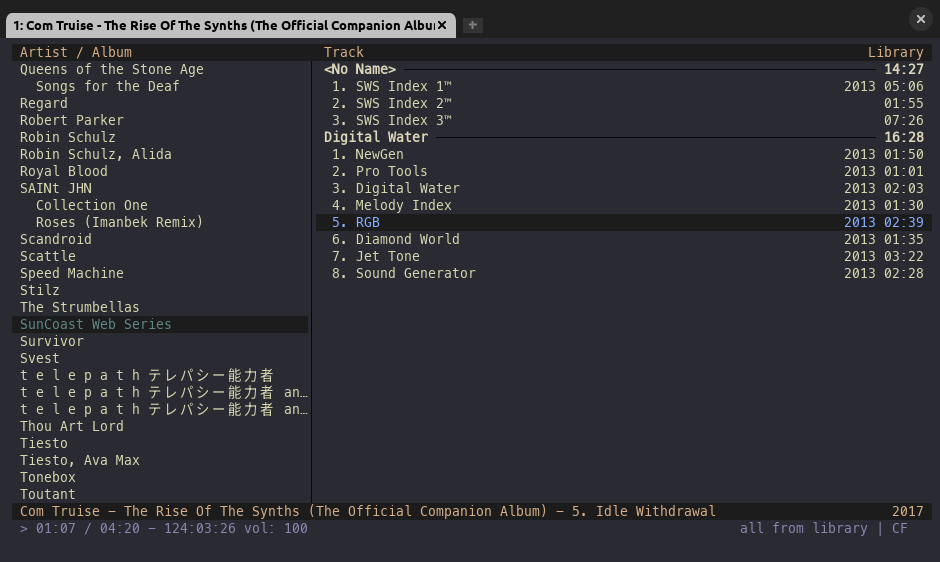 1: Com Truise - The Rise Of The Synths (The Official Companion Albu
Artist / Album
Queens of the Stone Age
Songs for the Deaf
Regard
Robert Parker
Robin Schulz
Robin Schulz, Alida
Royal Blood
SAINt JHN
Collection One
Roses (Imanbek Remix)
Scandroid
Scattle
Speed Machine
Stilz
The Strumbellas
SunCoast Web Series
Survivor
Svest
t e l e p a t h テレパシー能力者
t e l e p a t h テレパシー能力者 an…
t e l e p a t h テレパシー能力者 an…
Thou Art Lord
Tiesto
Tiesto, Ava Max
Tonebox
Toutant
Track Library
<No Name> 14:27
1. SWS Index 1™ 2013 05:06
2. SWS Index 2™ 01:55
3. SWS Index 3™ 07:26
Digital Water 16:28
1. NewGen 2013 01:50
2. Pro Tools 2013 01:01
3. Digital Water 2013 02:03
4. Melody Index 2013 01:30
5. RGB 2013 02:39
6. Diamond World 2013 01:35
7. Jet Tone 2013 03:22
8. Sound Generator 2013 02:28
Com Truise – The Rise Of The Synths (The Official Companion Album) – 5. Idle Withdrawal 2017
> 01:07 / 04:20 – 124:03:26 vol: 100 all from library | CF